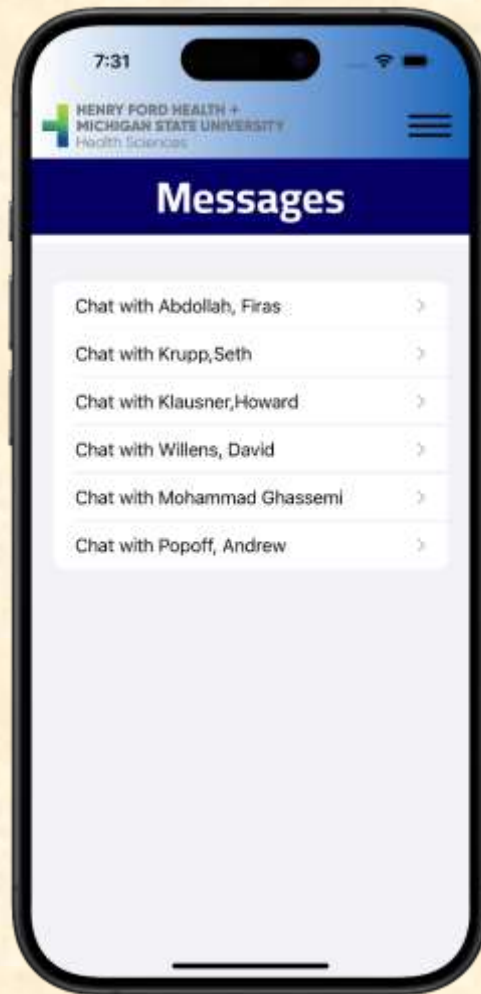 7:31
HENRY FORD HEALTH +
MICHIGAN STATE UNIVERSITY
Health Sciences
Messages
Chat with Abdollah, Firas
Chat with Krupp,Seth
Chat with Klausner,Howard
Chat with Willens, David
Chat with Mohammad Ghassemi
Chat with Popoff, Andrew